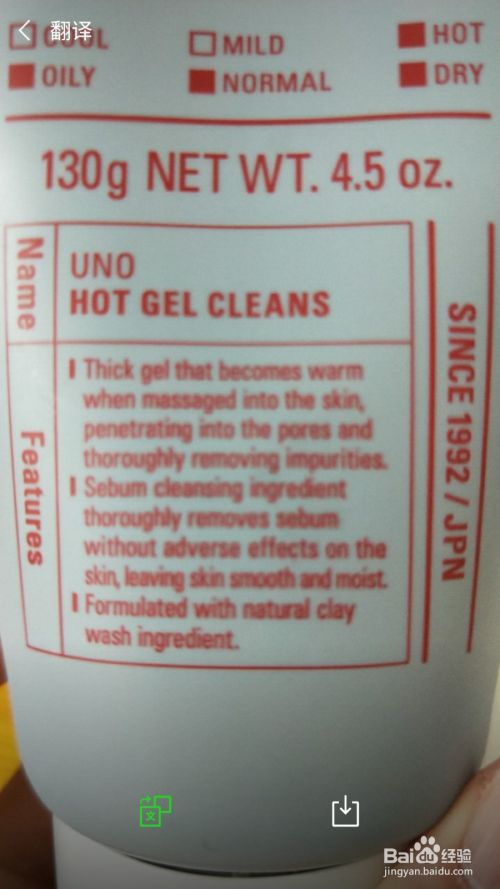 翻译
COOL MILD HOT
OILY NORMAL DRY
130g NET WT. 4.5 oz.
Name
UNO
HOT GEL CLEANS
Features
Thick gel that becomes warm
when massaged into the skin,
penetrating into the pores and
thoroughly removing impurities.
Sebum cleansing ingredient
thoroughly removes sebum
without adverse effects on the
skin, leaving skin smooth and moist.
Formulated with natural clay
wash ingredient.
SINCE 1992 / JPN
文
Baidu经验
jingyan.baidu.com